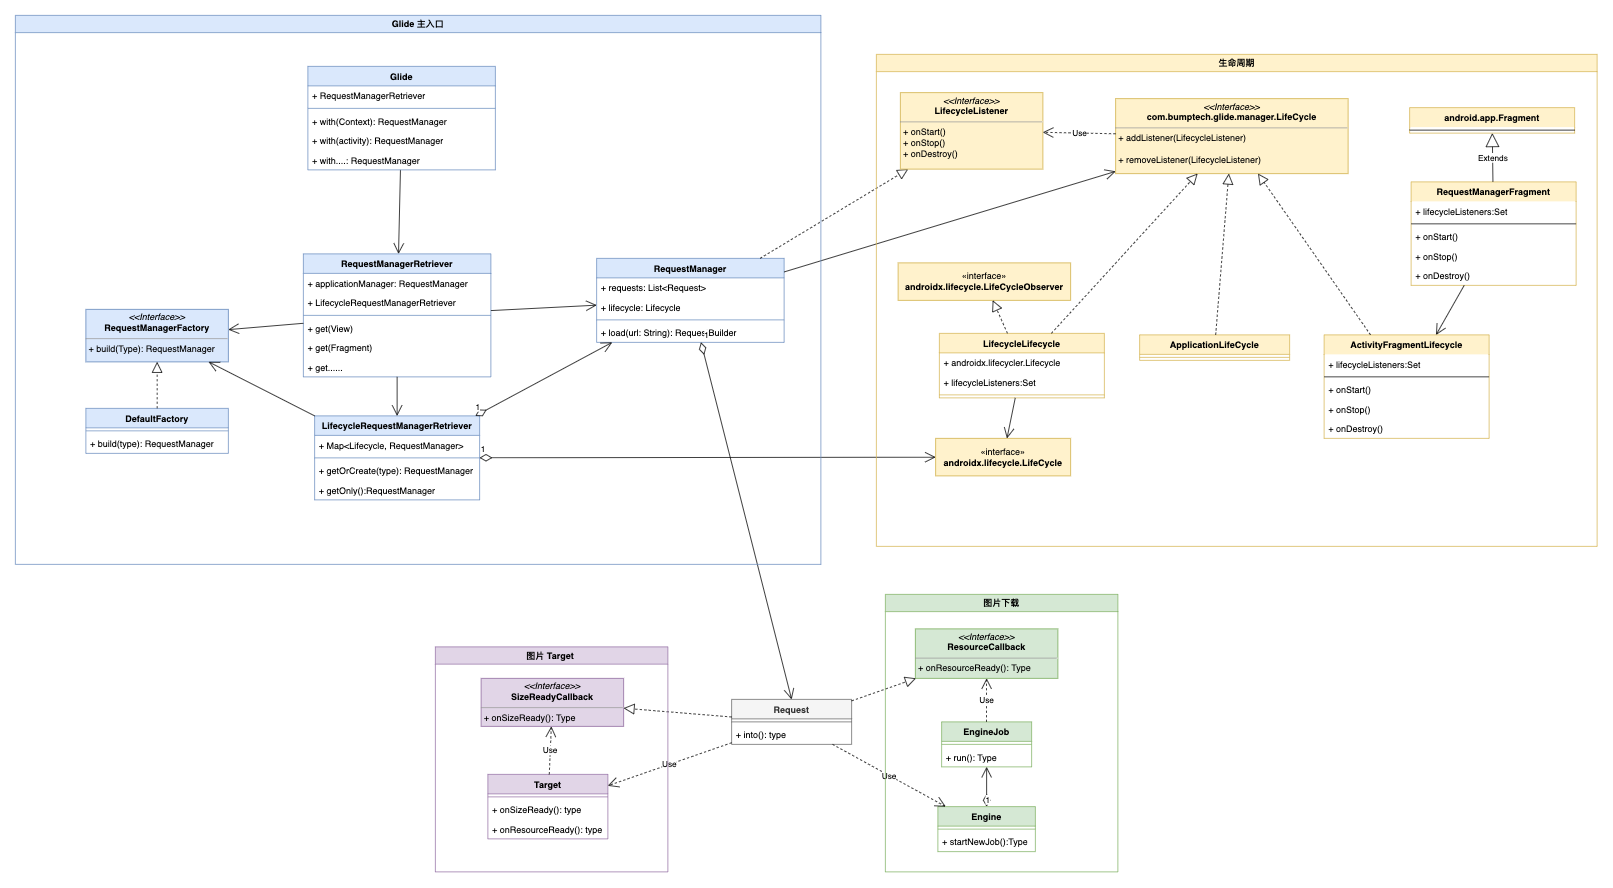 Glide 主入口
Glide
+ RequestManagerRetriever
+ with(Context): RequestManager
+ with(activity): RequestManager
+ with....: RequestManager
RequestManagerRetriever
+ applicationManager: RequestManager
+ LifecycleRequestManagerRetriever
+ get(View)
+ get(Fragment)
+ get......
<<Interface>>
RequestManagerFactory
+ build(Type): RequestManager
DefaultFactory
+ build(type): RequestManager
LifecycleRequestManagerRetriever
+ Map<Lifecycle, RequestManager>
+ getOrCreate(type): RequestManager
+ getOnly():RequestManager
1
1
RequestManager
+ requests: List<Request>
+ lifecycle: Lifecycle
+ load(url: String): RequestBuilder
1
生命周期
<<Interface>>
LifecycleListener
+ onStart()
+ onStop()
+ onDestroy()
Use
<<Interface>>
com.bumptech.glide.manager.LifeCycle
+ addListener(LifecycleListener)
+ removeListener(LifecycleListener)
android.app.Fragment
Extends
RequestManagerFragment
+ lifecycleListeners:Set
+ onStart()
+ onStop()
+ onDestroy()
«interface»
androidx.lifecycle.LifeCycleObserver
LifecycleLifecycle
+ androidx.lifecycler.Lifecycle
+ lifecycleListeners:Set
ApplicationLifeCycle
ActivityFragmentLifecycle
+ lifecycleListeners:Set
+ onStart()
+ onStop()
+ onDestroy()
«interface»
androidx.lifecycle.LifeCycle
图片 Target
<<Interface>>
SizeReadyCallback
+ onSizeReady(): Type
Use
Target
+ onSizeReady(): type
+ onResourceReady(): type
Use
Request
+ into(): type
Use
图片下载
<<Interface>>
ResourceCallback
+ onResourceReady(): Type
Use
EngineJob
+ run(): Type
1
Engine
+ startNewJob():Type